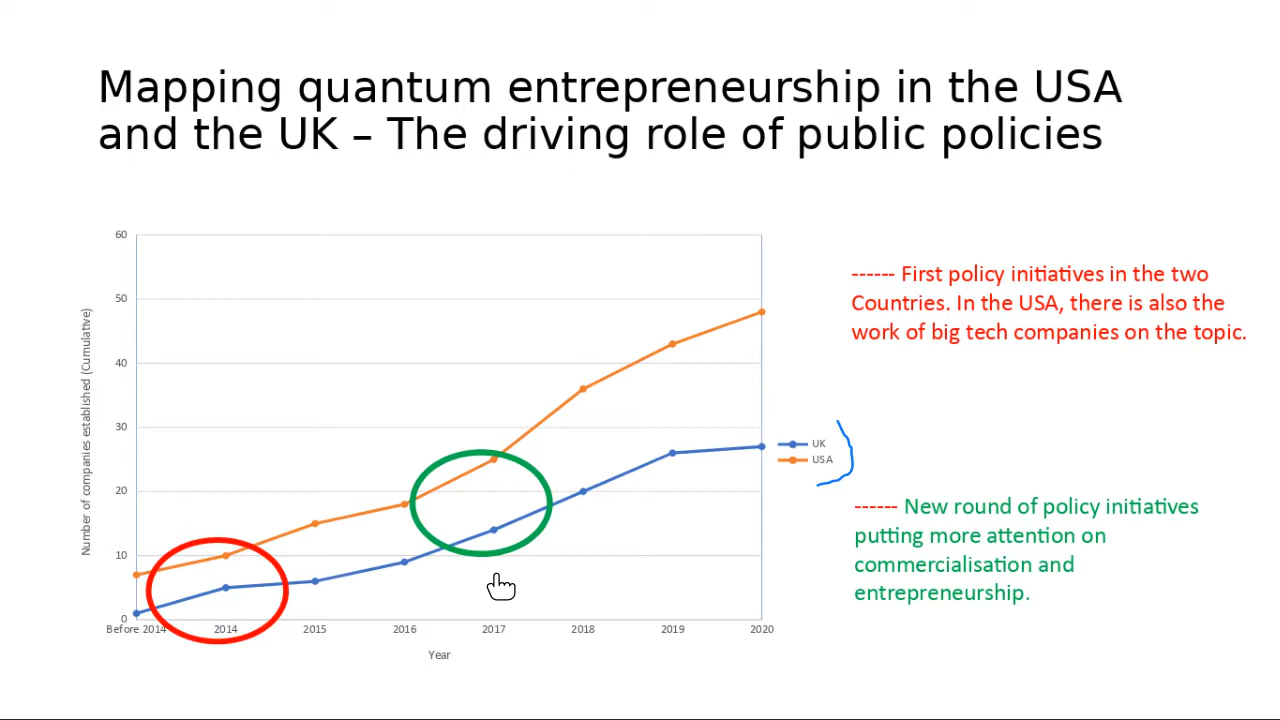 Mapping quantum entrepreneurship in the USA
and the UK – The driving role of public policies
60
50
40
30
20
10
0
Number of companies established (Cumulative)
Before 2014
2014
2015
2016
2017
2018
2019
2020
Year
UK
USA
------ First policy initiatives in the two
Countries. In the USA, there is also the
work of big tech companies on the topic.
------ New round of policy initiatives
putting more attention on
commercialisation and
entrepreneurship.